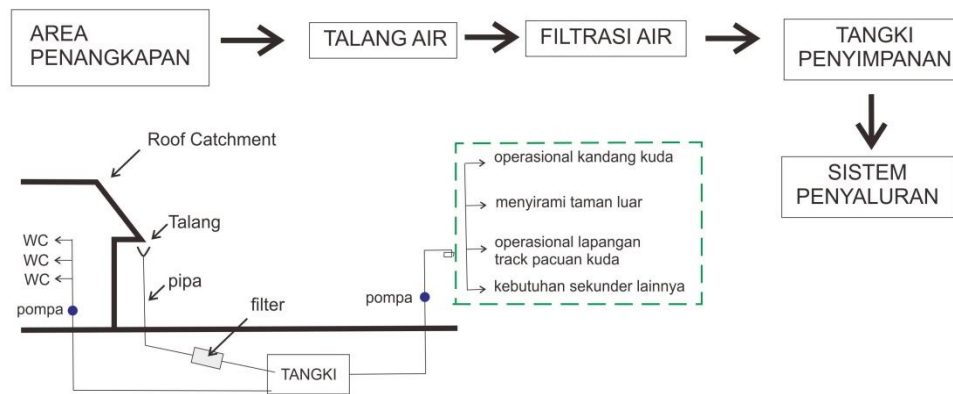 AREA
PENANGKAPAN
TALANG AIR
FILTRASI AIR
TANGKI
PENYIMPANAN
SISTEM
PENYALURAN
Roof Catchment
Talang
WC
WC
WC
pipa
pompa
filter
TANGKI
pompa
operasional kandang kuda
menyirami taman luar
operasional lapangan
track pacuan kuda
kebutuhan sekunder lainnya